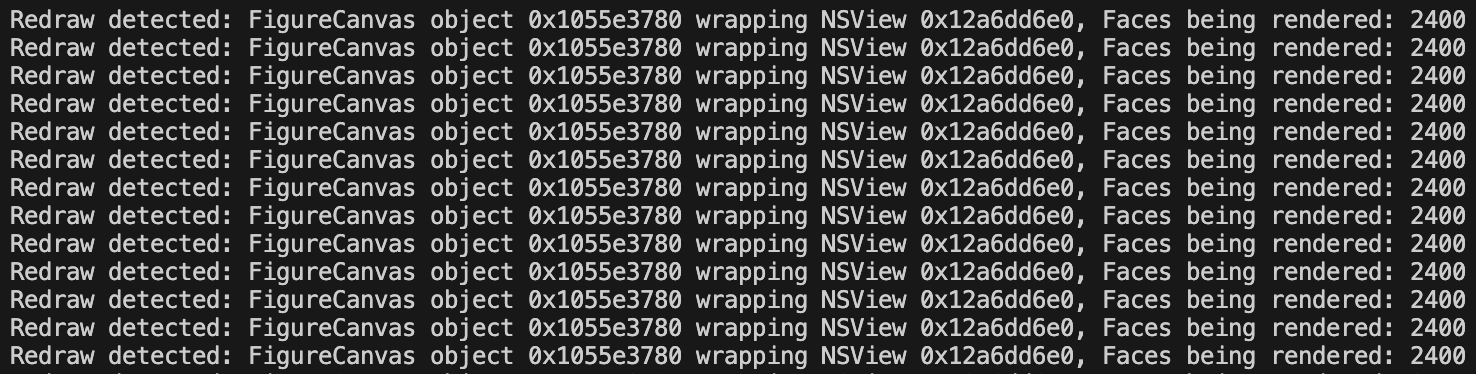 Redraw detected: FigureCanvas object 0x1055e3780 wrapping NSView 0x12a6dd6e0, Faces being rendered: 2400
Redraw detected: FigureCanvas object 0x1055e3780 wrapping NSView 0x12a6dd6e0, Faces being rendered: 2400
Redraw detected: FigureCanvas object 0x1055e3780 wrapping NSView 0x12a6dd6e0, Faces being rendered: 2400
Redraw detected: FigureCanvas object 0x1055e3780 wrapping NSView 0x12a6dd6e0, Faces being rendered: 2400
Redraw detected: FigureCanvas object 0x1055e3780 wrapping NSView 0x12a6dd6e0, Faces being rendered: 2400
Redraw detected: FigureCanvas object 0x1055e3780 wrapping NSView 0x12a6dd6e0, Faces being rendered: 2400
Redraw detected: FigureCanvas object 0x1055e3780 wrapping NSView 0x12a6dd6e0, Faces being rendered: 2400
Redraw detected: FigureCanvas object 0x1055e3780 wrapping NSView 0x12a6dd6e0, Faces being rendered: 2400
Redraw detected: FigureCanvas object 0x1055e3780 wrapping NSView 0x12a6dd6e0, Faces being rendered: 2400
Redraw detected: FigureCanvas object 0x1055e3780 wrapping NSView 0x12a6dd6e0, Faces being rendered: 2400
Redraw detected: FigureCanvas object 0x1055e3780 wrapping NSView 0x12a6dd6e0, Faces being rendered: 2400
Redraw detected: FigureCanvas object 0x1055e3780 wrapping NSView 0x12a6dd6e0, Faces being rendered: 2400
Redraw detected: FigureCanvas object 0x1055e3780 wrapping NSView 0x12a6dd6e0, Faces being rendered: 2400